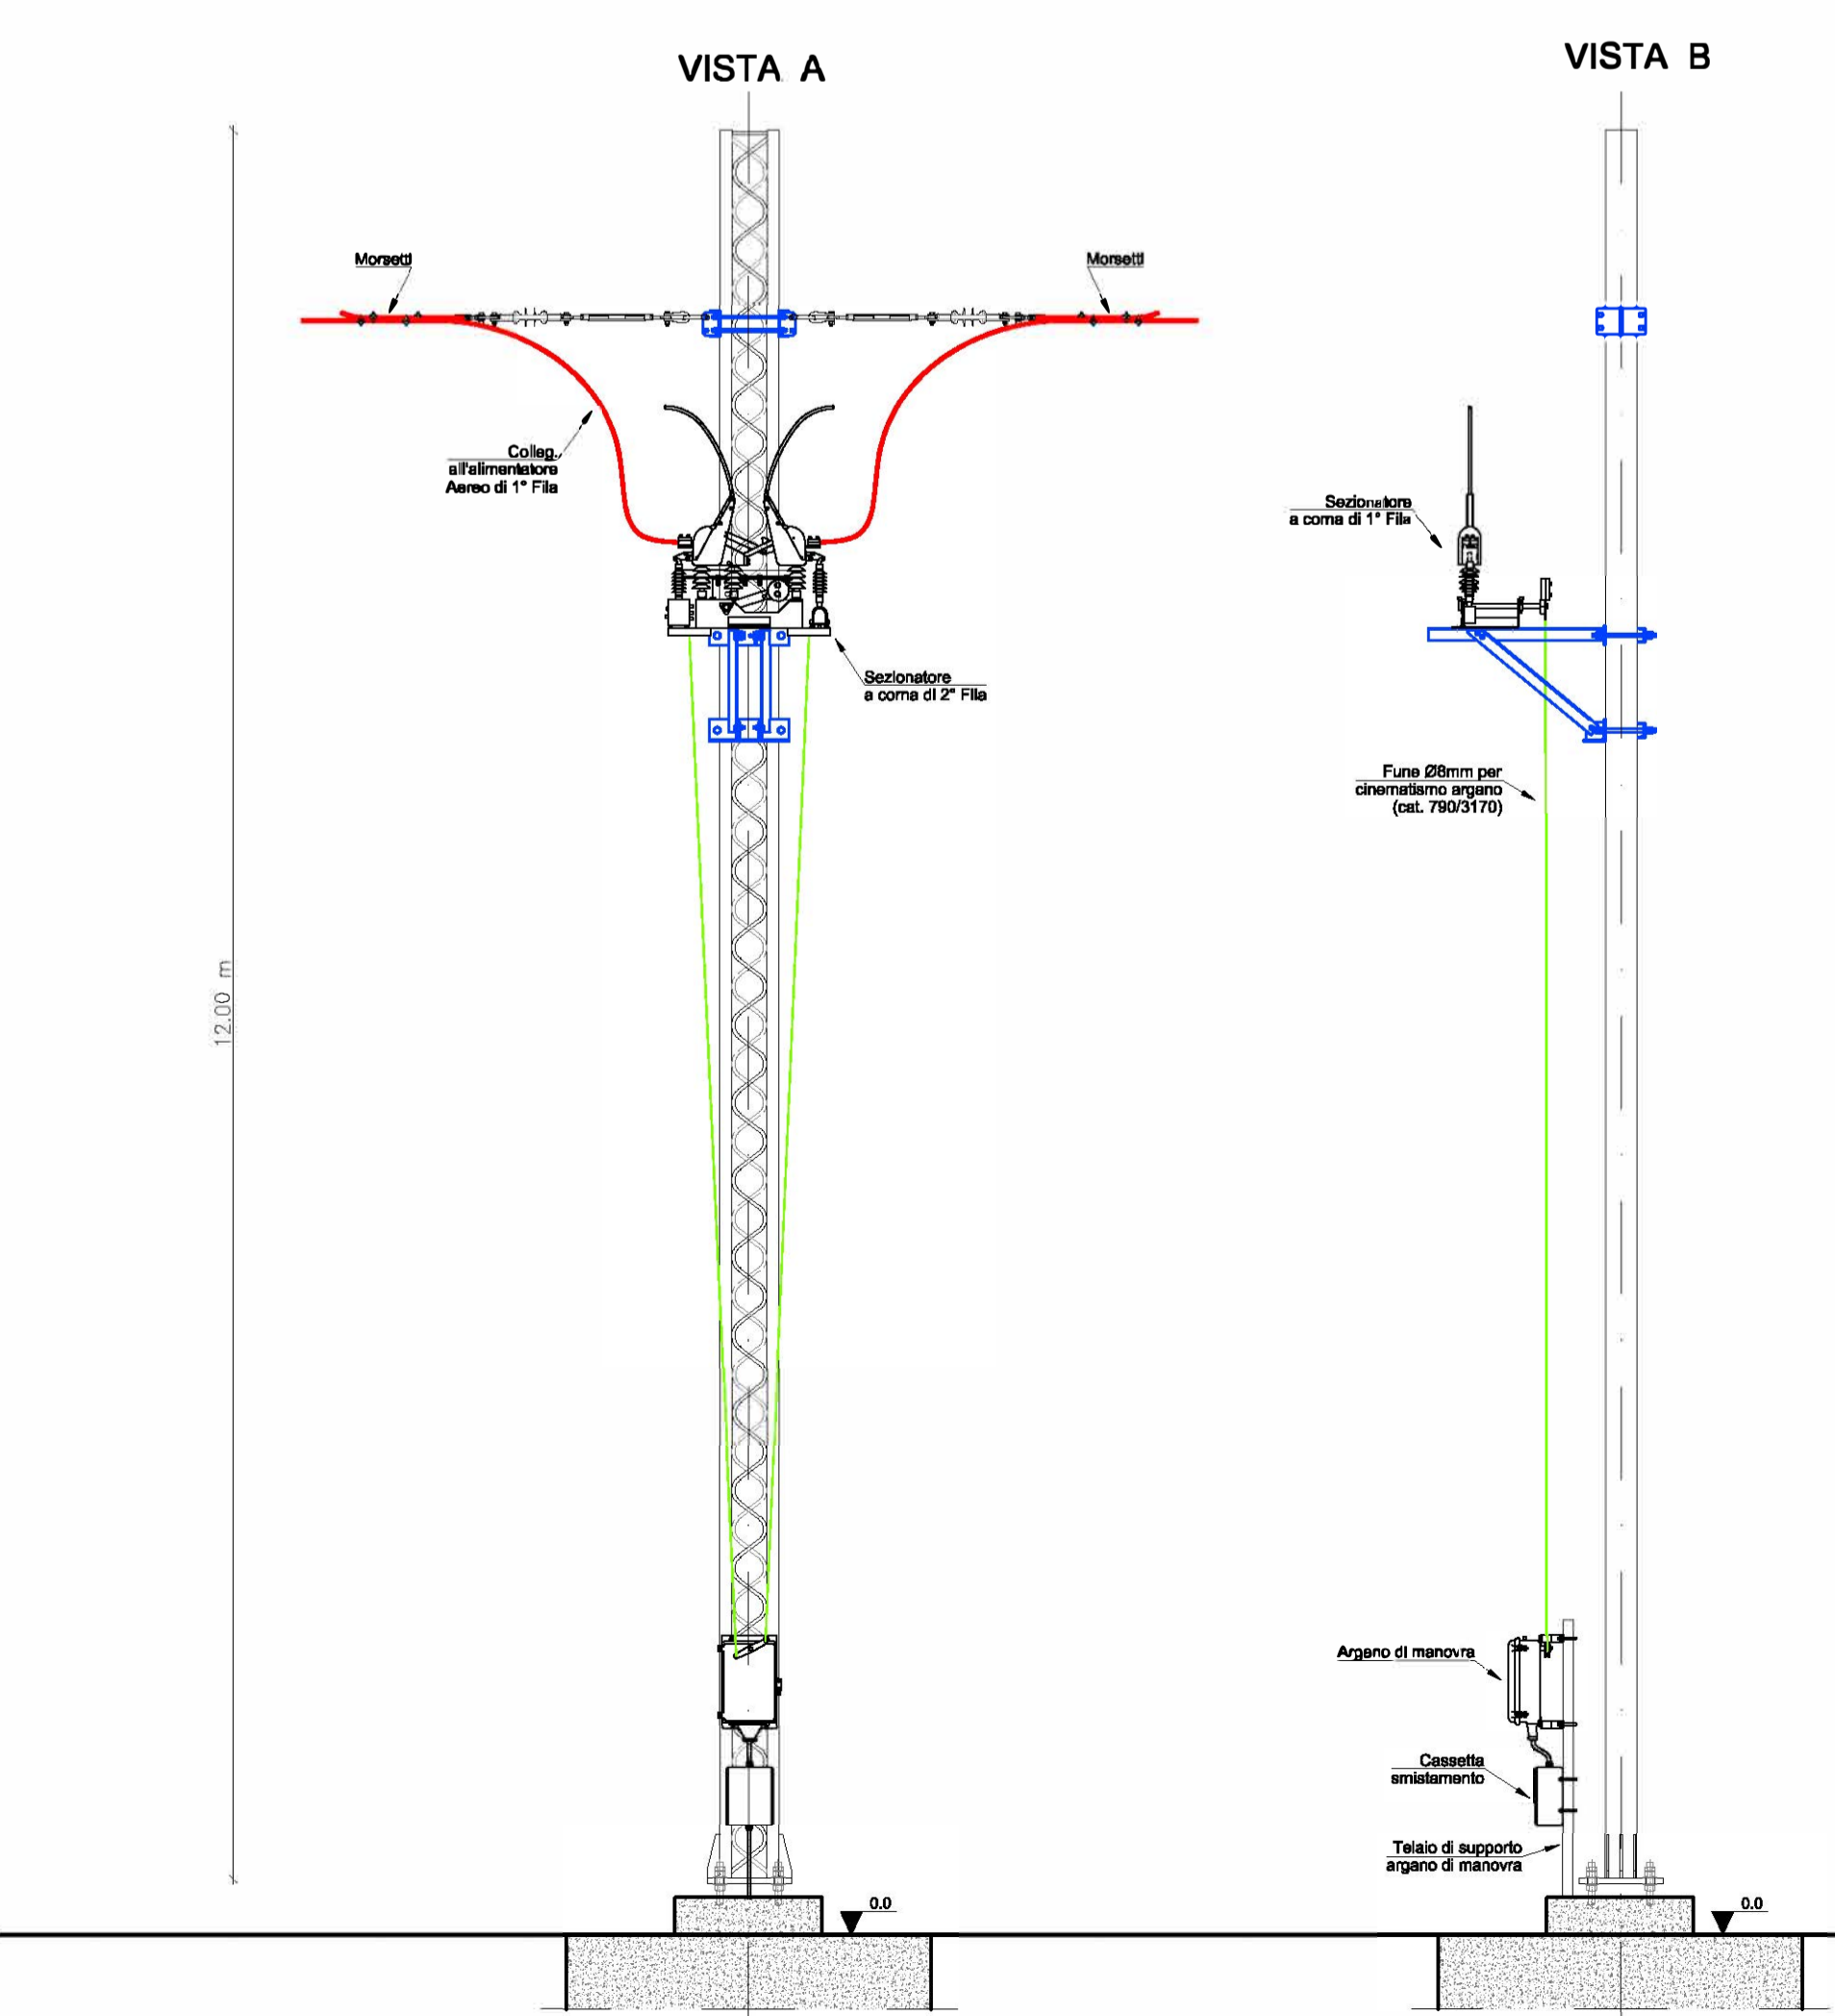 VISTA A
VISTA B
Morsetti
Morsetti
Colleg.
all'alimentatore
Aereo di 1° Fila
Sezionatore
a corna di 1° Fila
Sezionatore
a corna di 2° Fila
Fune Ø8mm per
cinematismo argano
(cat. 790/3170)
12.00 m
Argano di manovra
Cassetta
smistamento
Telaio di supporto
argano di manovra
0.0
0.0